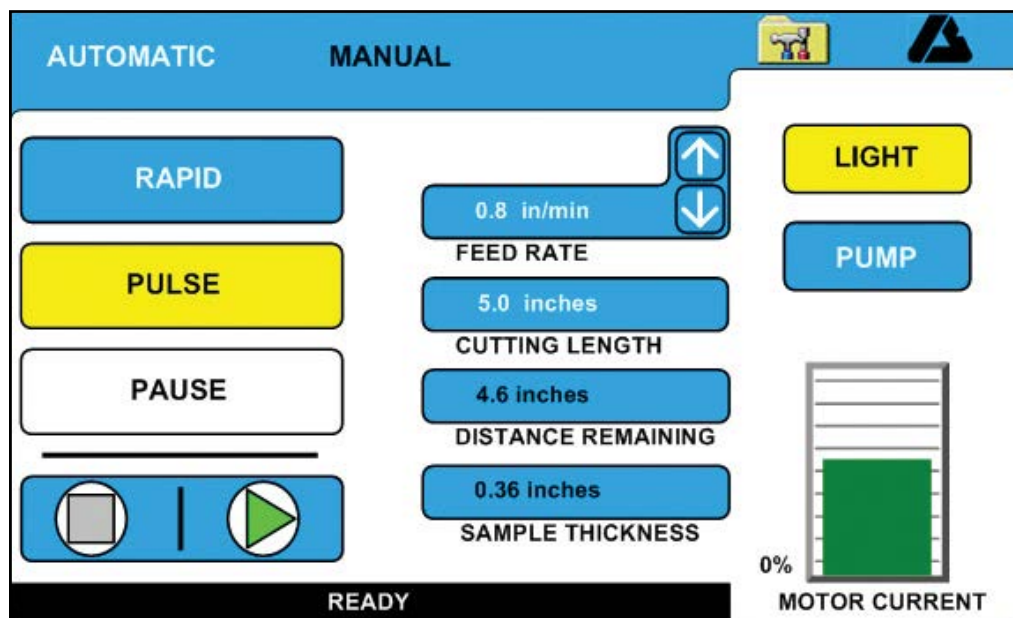 AUTOMATIC MANUAL
RAPID
PULSE
PAUSE
0.8 in/min
FEED RATE
5.0 inches
CUTTING LENGTH
4.6 inches
DISTANCE REMAINING
0.36 inches
SAMPLE THICKNESS
READY
LIGHT
PUMP
0%
MOTOR CURRENT